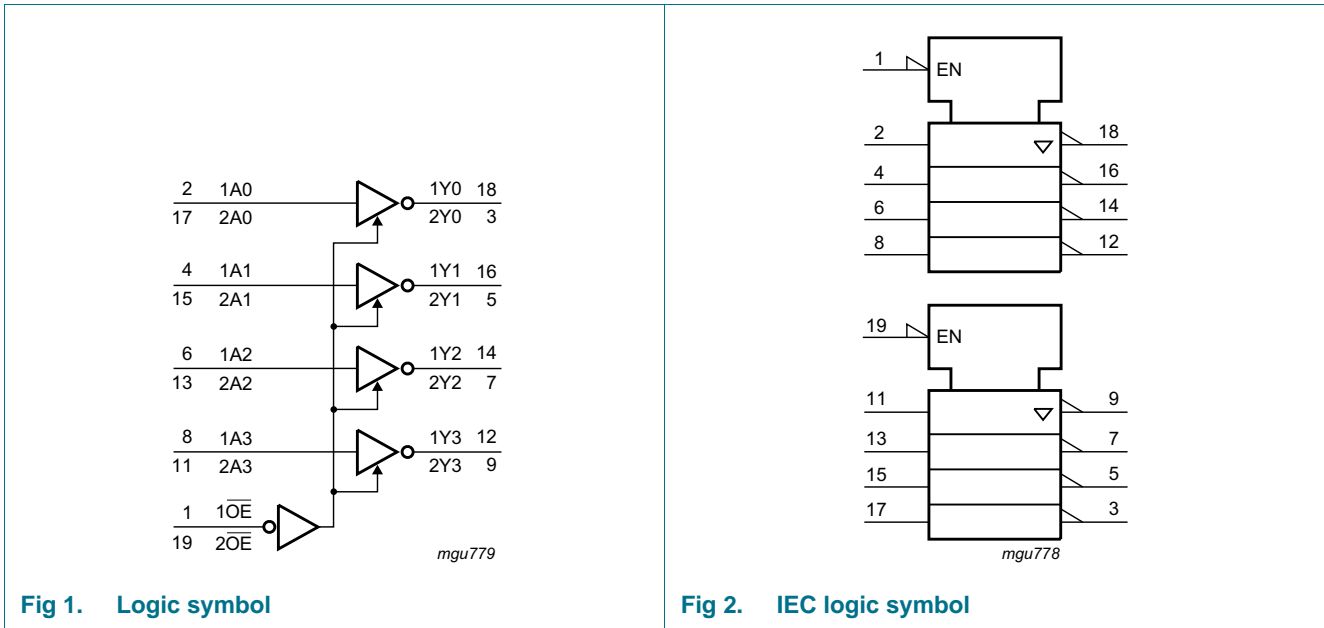 2 1A0 1Y0 18
17 2A0 2Y0 3
4 1A1 1Y1 16
15 2A1 2Y1 5
6 1A2 1Y2 14
13 2A2 2Y2 7
8 1A3 1Y3 12
11 2A3 2Y3 9
1 1O̅E̅
19 2O̅E̅
mgu779
Fig 1. Logic symbol
1 EN
2 18
4 16
6 14
8 12
19 EN
11 9
13 7
15 5
17 3
mgu778
Fig 2. IEC logic symbol